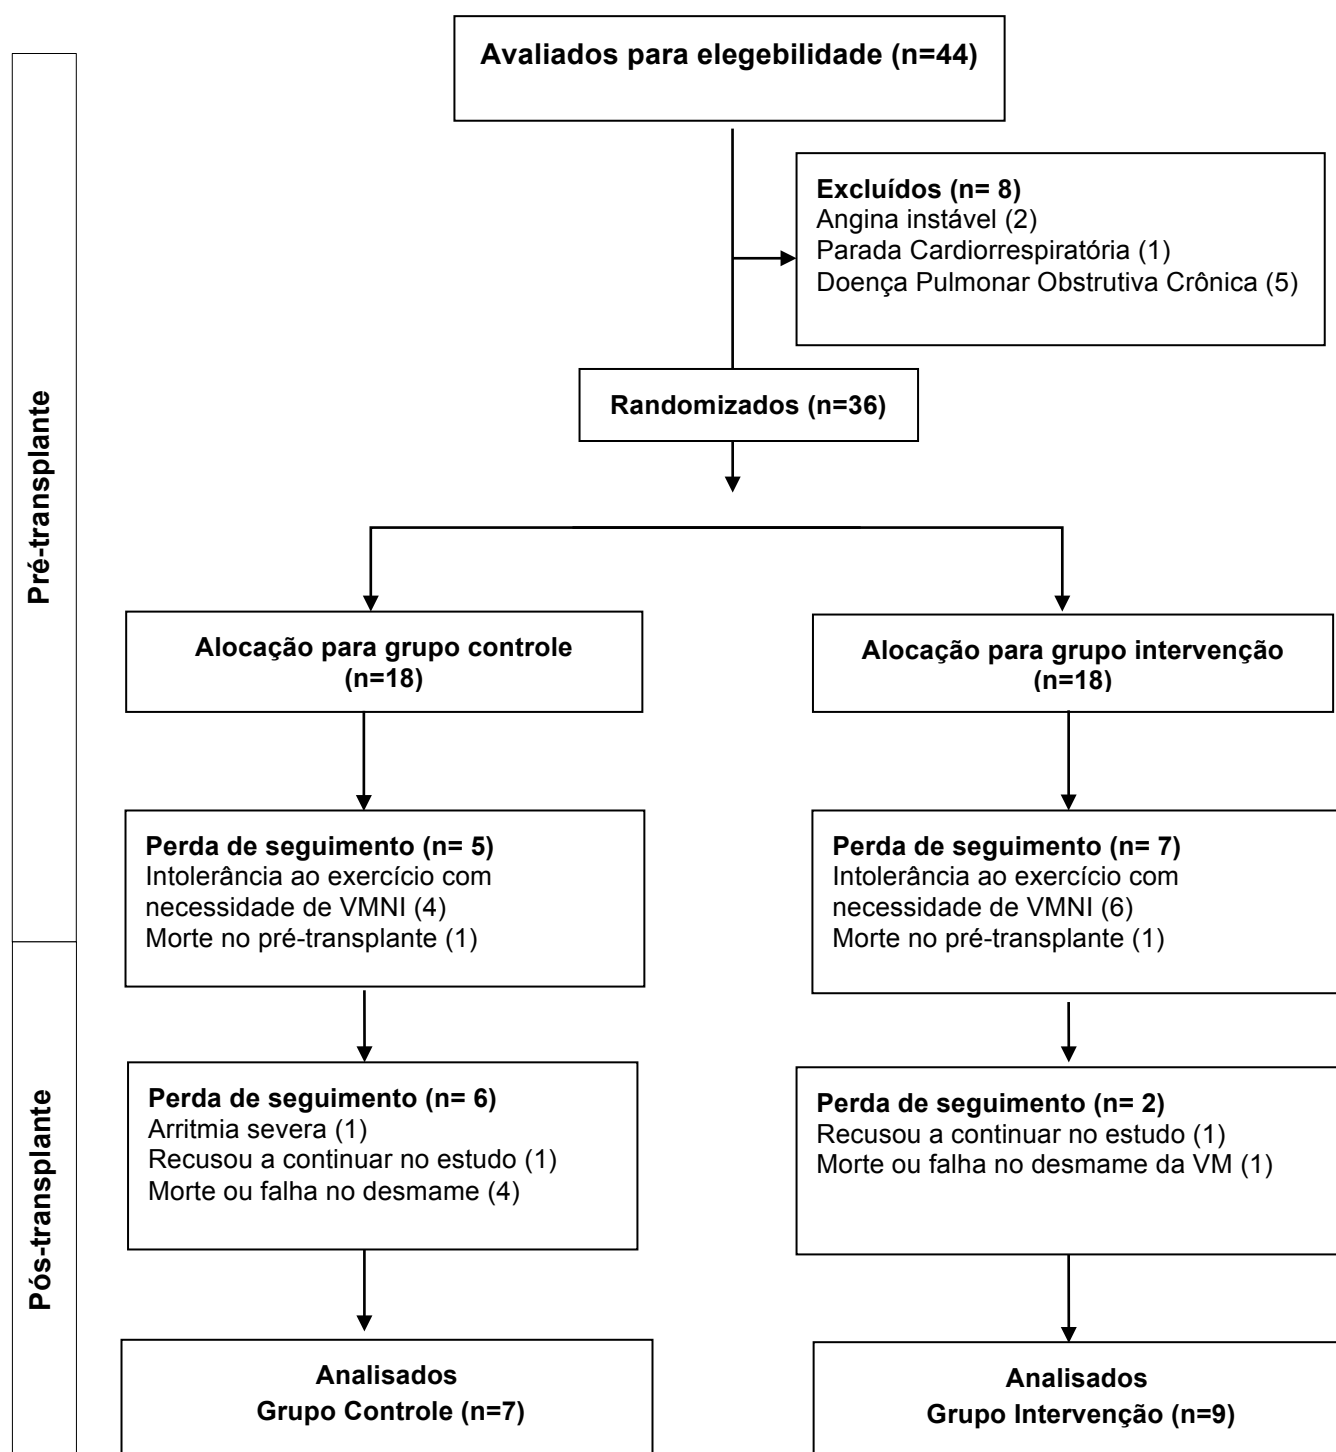 Avaliados para elegebilidade (n=44)
Excluídos (n= 8)
Angina instável (2)
Parada Cardiorrespiratória (1)
Doença Pulmonar Obstrutiva Crônica (5)
Randomizados (n=36)
Pré-transplante
Alocação para grupo controle
(n=18)
Alocação para grupo intervenção
(n=18)
Perda de seguimento (n= 5)
Intolerância ao exercício com
necessidade de VMNI (4)
Morte no pré-transplante (1)
Perda de seguimento (n= 7)
Intolerância ao exercício com
necessidade de VMNI (6)
Morte no pré-transplante (1)
Pós-transplante
Perda de seguimento (n= 6)
Arritmia severa (1)
Recusou a continuar no estudo (1)
Morte ou falha no desmame (4)
Perda de seguimento (n= 2)
Recusou a continuar no estudo (1)
Morte ou falha no desmame da VM (1)
Analisados
Grupo Controle (n=7)
Analisados
Grupo Intervenção (n=9)